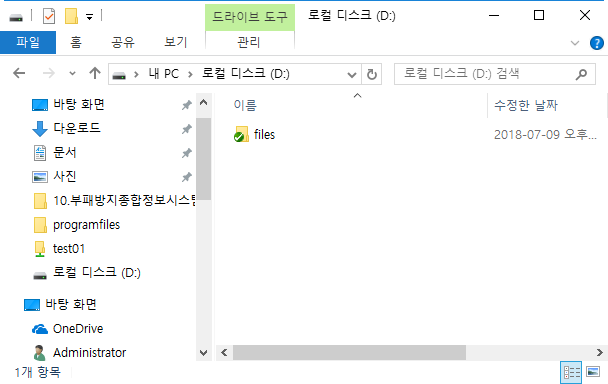 드라이브 도구
로컬 디스크 (D:)
파일
홈
공유
보기
관리
내 PC
로컬 디스크 (D:)
로컬 디스크 (D:) 검색
바탕 화면
다운로드
문서
사진
10.부패방지종합정보시스템
programfiles
test01
로컬 디스크 (D:)
바탕 화면
OneDrive
Administrator
이름
수정한 날짜
files
2018-07-09 오후...
1개 항목